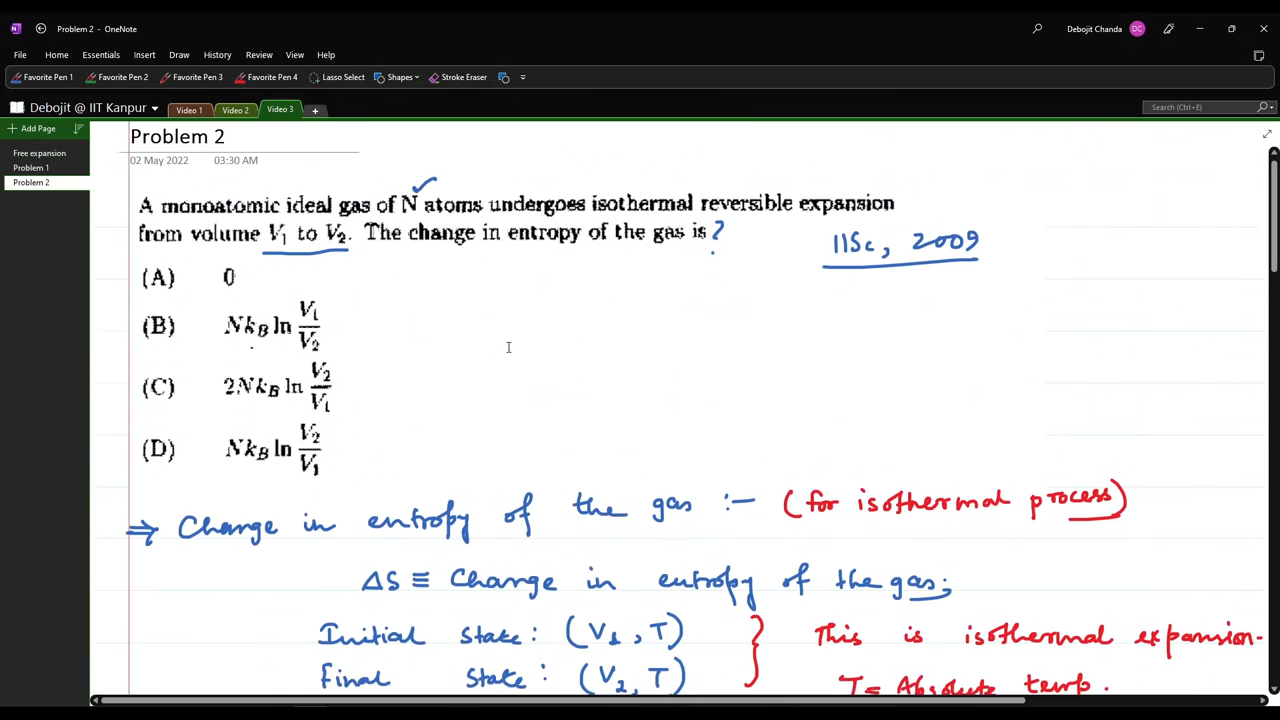 Problem 2 - OneNote
Debojit Chanda DC
File Home Essentials Insert Draw History Review View Help
Favorite Pen 1 Favorite Pen 2 Favorite Pen 3 Favorite Pen 4 Lasso Select Shapes Stroke Eraser
Debojit @ IIT Kanpur Video 1 Video 2 Video 3 Search (Ctrl+E)
Add Page
Free expansion
Problem 1
Problem 2
Problem 2
02 May 2022 03:30 AM
A monoatomic ideal gas of N atoms undergoes isothermal reversible expansion
from volume V₁ to V₂. The change in entropy of the gas is ?
IISc, 2009
(A) 0
(B) Nk_B ln V₁/V₂
(C) 2Nk_B ln V₂/V₁
(D) Nk_B ln V₂/V₁
⇒ Change in entropy of the gas :- (for isothermal process)
ΔS ≡ Change in entropy of the gas;
Initial state: (V₁, T) } This is isothermal expansion.
Final state: (V₂, T) T = Absolute temp.